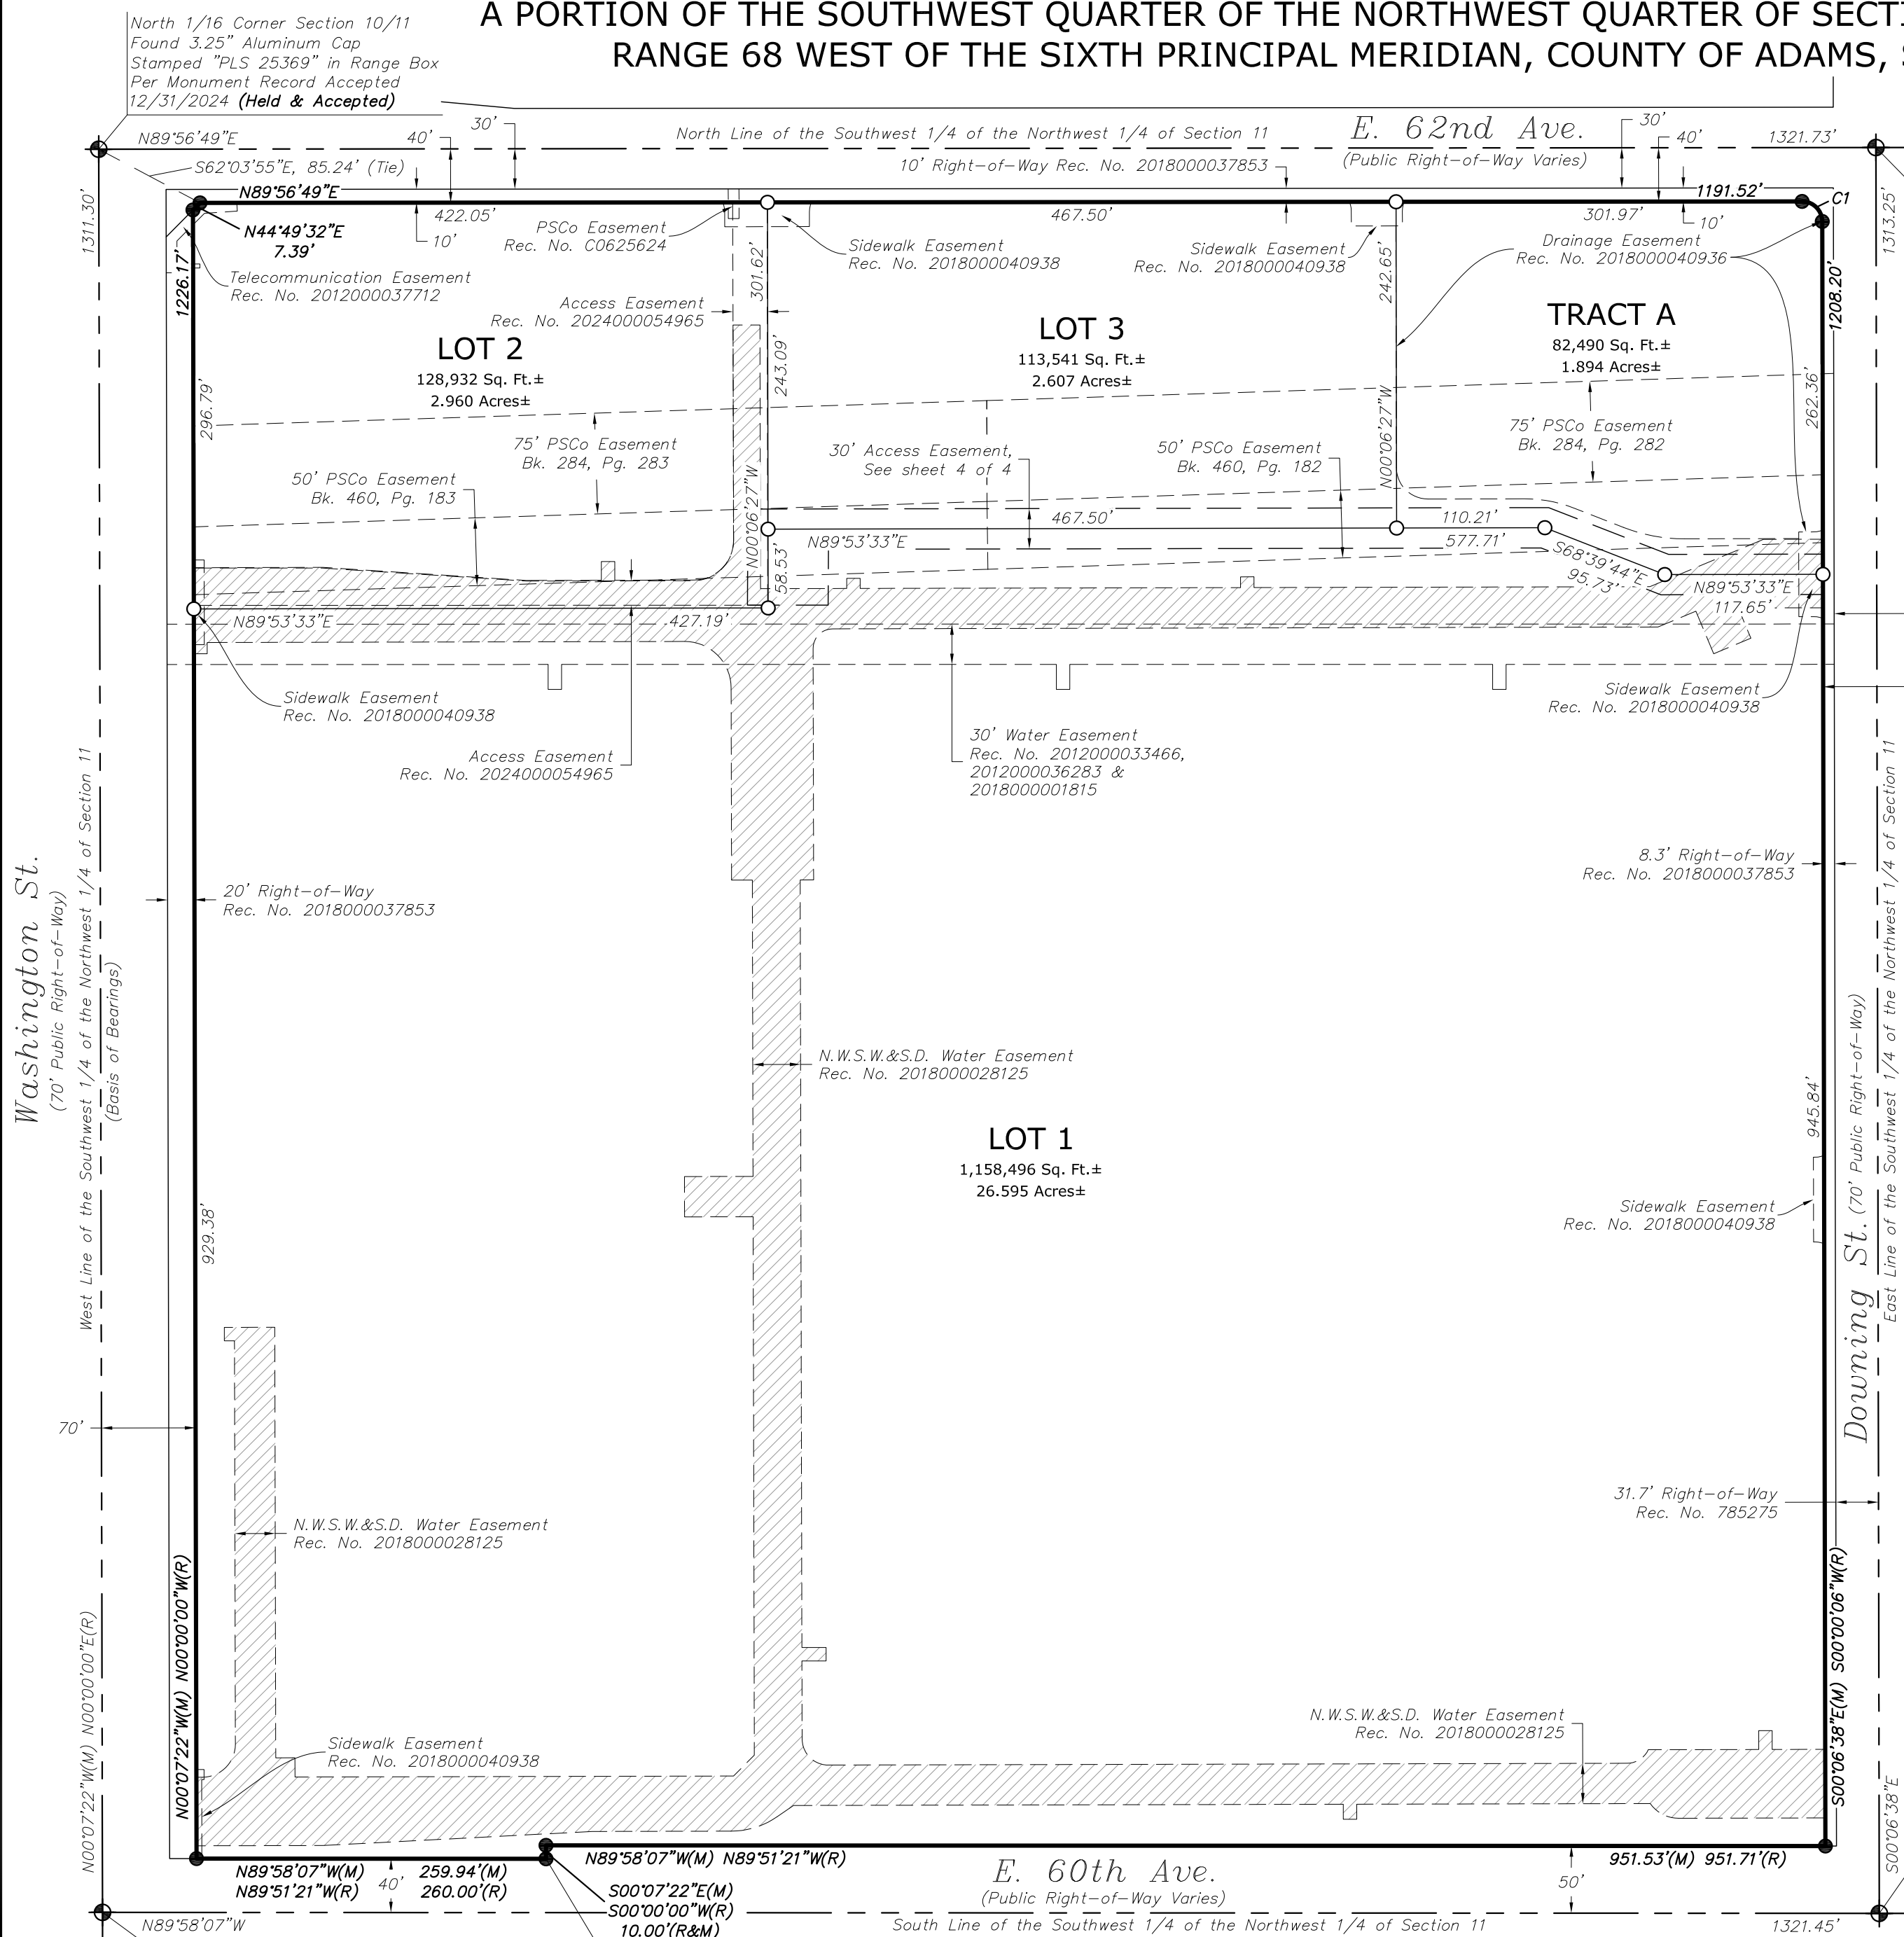 A PORTION OF THE SOUTHWEST QUARTER OF THE NORTHWEST QUARTER OF SECTI
RANGE 68 WEST OF THE SIXTH PRINCIPAL MERIDIAN, COUNTY OF ADAMS,
North 1/16 Corner Section 10/11
Found 3.25" Aluminum Cap
Stamped "PLS 25369" in Range Box
Per Monument Record Accepted
12/31/2024 (Held & Accepted)
N89°56'49"E
40'
30'
North Line of the Southwest 1/4 of the Northwest 1/4 of Section 11
E. 62nd Ave.
(Public Right-of-Way Varies)
30'
40'
1321.73'
S62°03'55"E, 85.24' (Tie)
10' Right-of-Way Rec. No. 2018000037853
N89°56'49"E
1191.52'
C1
422.05'
467.50'
301.97'
10'
10'
N44°49'32"E
7.39'
PSCo Easement
Rec. No. C0625624
Sidewalk Easement
Rec. No. 2018000040938
Sidewalk Easement
Rec. No. 2018000040938
Drainage Easement
Rec. No. 2018000040936
1311.30'
1313.25'
1226.17'
1208.20'
Telecommunication Easement
Rec. No. 2012000037712
301.62'
242.65'
Access Easement
Rec. No. 2024000054965
LOT 2
128,932 Sq. Ft.±
2.960 Acres±
LOT 3
113,541 Sq. Ft.±
2.607 Acres±
TRACT A
82,490 Sq. Ft.±
1.894 Acres±
243.09'
296.79'
262.36'
N00°06'27"W
75' PSCo Easement
Bk. 284, Pg. 283
50' PSCo Easement
Bk. 460, Pg. 183
30' Access Easement,
See sheet 4 of 4
50' PSCo Easement
Bk. 460, Pg. 182
75' PSCo Easement
Bk. 284, Pg. 282
N00°06'27"W
467.50'
110.21'
N89°53'33"E
577.71'
S68°39'44"E
95.73'
58.53'
N89°53'33"E
117.65'
N89°53'33"E
427.19'
Sidewalk Easement
Rec. No. 2018000040938
Access Easement
Rec. No. 2024000054965
30' Water Easement
Rec. No. 2012000033466,
2012000036283 &
2018000001815
Sidewalk Easement
Rec. No. 2018000040938
8.3' Right-of-Way
Rec. No. 2018000037853
20' Right-of-Way
Rec. No. 2018000037853
Washington St.
(70' Public Right-of-Way)
West Line of the Southwest 1/4 of the Northwest 1/4 of Section 11
(Basis of Bearings)
East Line of the Southwest 1/4 of the Northwest 1/4 of Section 11
Downing St. (70' Public Right-of-Way)
N.W.S.W.&S.D. Water Easement
Rec. No. 2018000028125
LOT 1
1,158,496 Sq. Ft.±
26.595 Acres±
945.84'
Sidewalk Easement
Rec. No. 2018000040938
929.38'
70'
31.7' Right-of-Way
Rec. No. 785275
N.W.S.W.&S.D. Water Easement
Rec. No. 2018000028125
N00°07'22"W(M) N00°00'00"E(R)
N00°07'22"W(M) N00°00'00"W(R)
S00°06'38"E(M) S00°00'06"W(R)
S00°06'38"E
Sidewalk Easement
Rec. No. 2018000040938
N.W.S.W.&S.D. Water Easement
Rec. No. 2018000028125
N89°58'07"W(M) 259.94'(M)
N89°51'21"W(R) 260.00'(R)
40'
N89°58'07"W(M) N89°51'21"W(R)
951.53'(M) 951.71'(R)
S00°07'22"E(M)
S00°00'00"W(R)
10.00'(R&M)
E. 60th Ave.
(Public Right-of-Way Varies)
50'
N89°58'07"W
South Line of the Southwest 1/4 of the Northwest 1/4 of Section 11
1321.45'